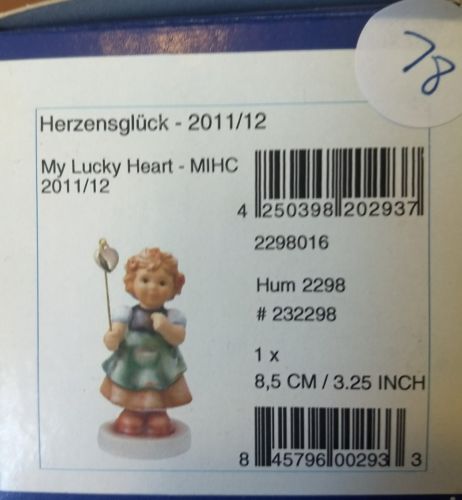 78
Herzensglück - 2011/12
My Lucky Heart - MIHC
2011/12
4 250398 202937
2298016
Hum 2298
# 232298
1 x
8,5 CM / 3.25 INCH
8 45796 00293 3